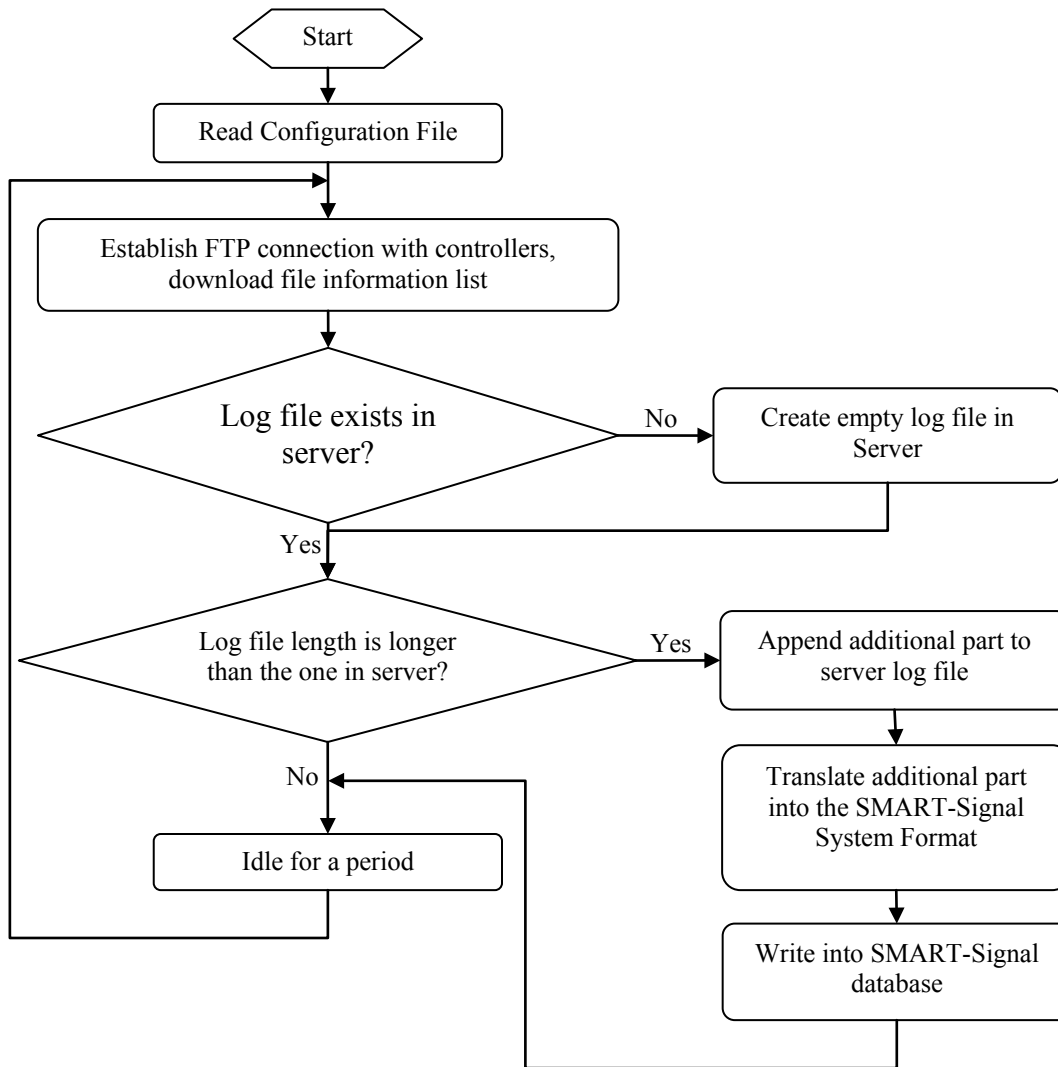 Start
Read Configuration File
Establish FTP connection with controllers,
download file information list
Log file exists in
server?
No
Create empty log file in
Server
Yes
Log file length is longer
than the one in server?
Yes
Append additional part to
server log file
Translate additional part
into the SMART-Signal
System Format
No
Idle for a period
Write into SMART-Signal
database